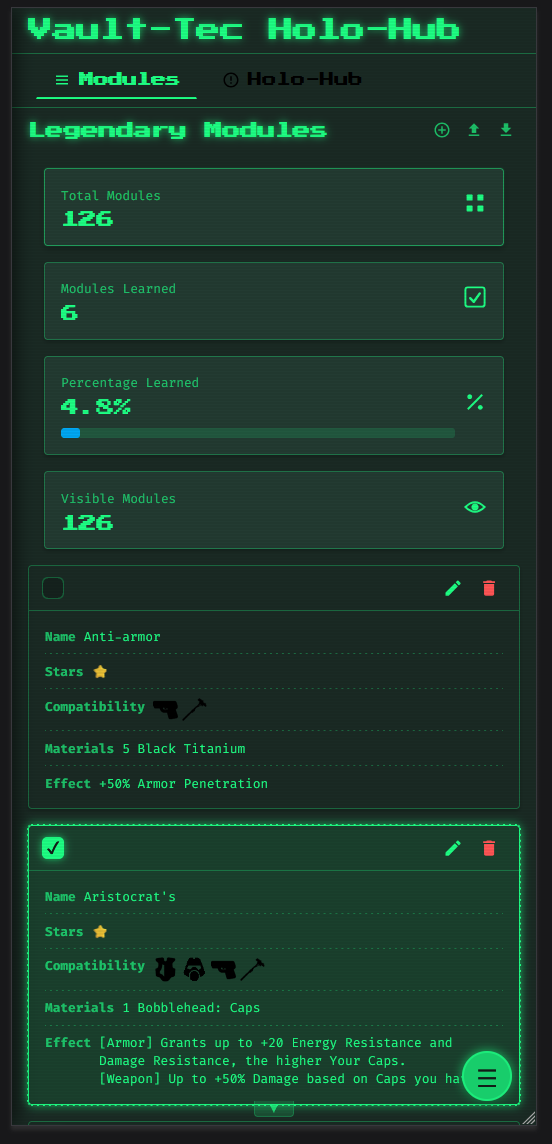 Vault-Tec Holo-Hub
Modules Holo-Hub
Legendary Modules
Total Modules
126
Modules Learned
6
Percentage Learned
4.8%
Visible Modules
126
Name Anti-armor
Stars
Compatibility
Materials 5 Black Titanium
Effect +50% Armor Penetration
Name Aristocrat's
Stars
Compatibility
Materials 1 Bobblehead: Caps
Effect [Armor] Grants up to +20 Energy Resistance and
Damage Resistance, the higher Your Caps.
[Weapon] Up to +50% Damage based on Caps you